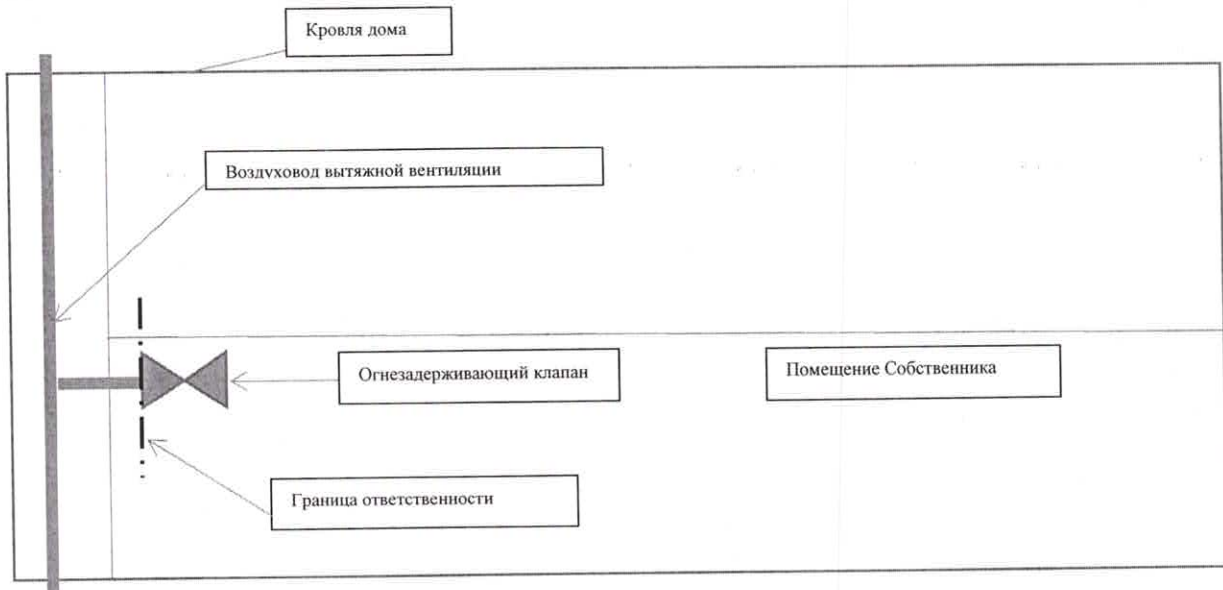 Кровля дома
Воздуховод вытяжной вентиляции
Огнезадерживающий клапан
Помещение Собственника
Граница ответственности